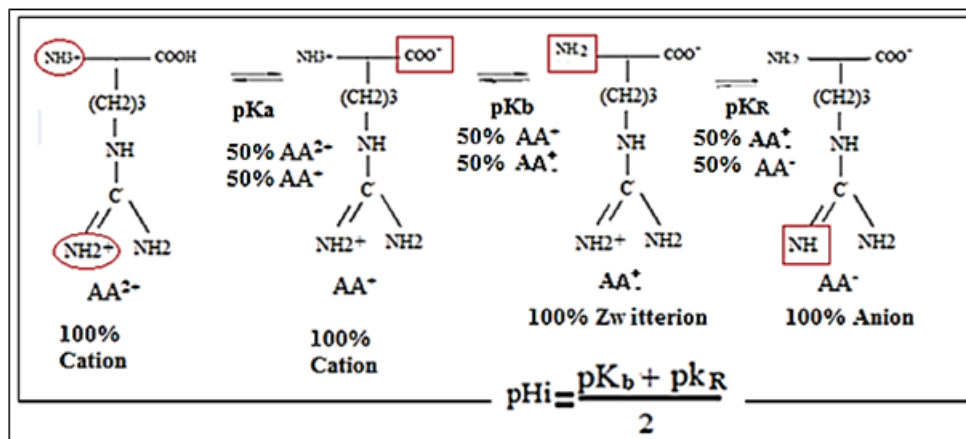 NH3+ COOH
(CH2)3
NH
C
NH2+ NH2
AA²⁺
100%
Cation
pKa
50% AA²⁺
50% AA⁺
NH3+ COO⁻
(CH2)3
NH
C
NH2⁺ NH2
AA⁺
100%
Cation
pKb
50% AA⁺
50% AA±
NH2 COO⁻
(CH2)3
NH
C
NH2⁺ NH2
AA±
100% Zwitterion
pKR
50% AA±
50% AA⁻
NH2 COO⁻
(CH2)3
NH
C
NH NH2
AA⁻
100% Anion
pHi = pKb + pkR
2